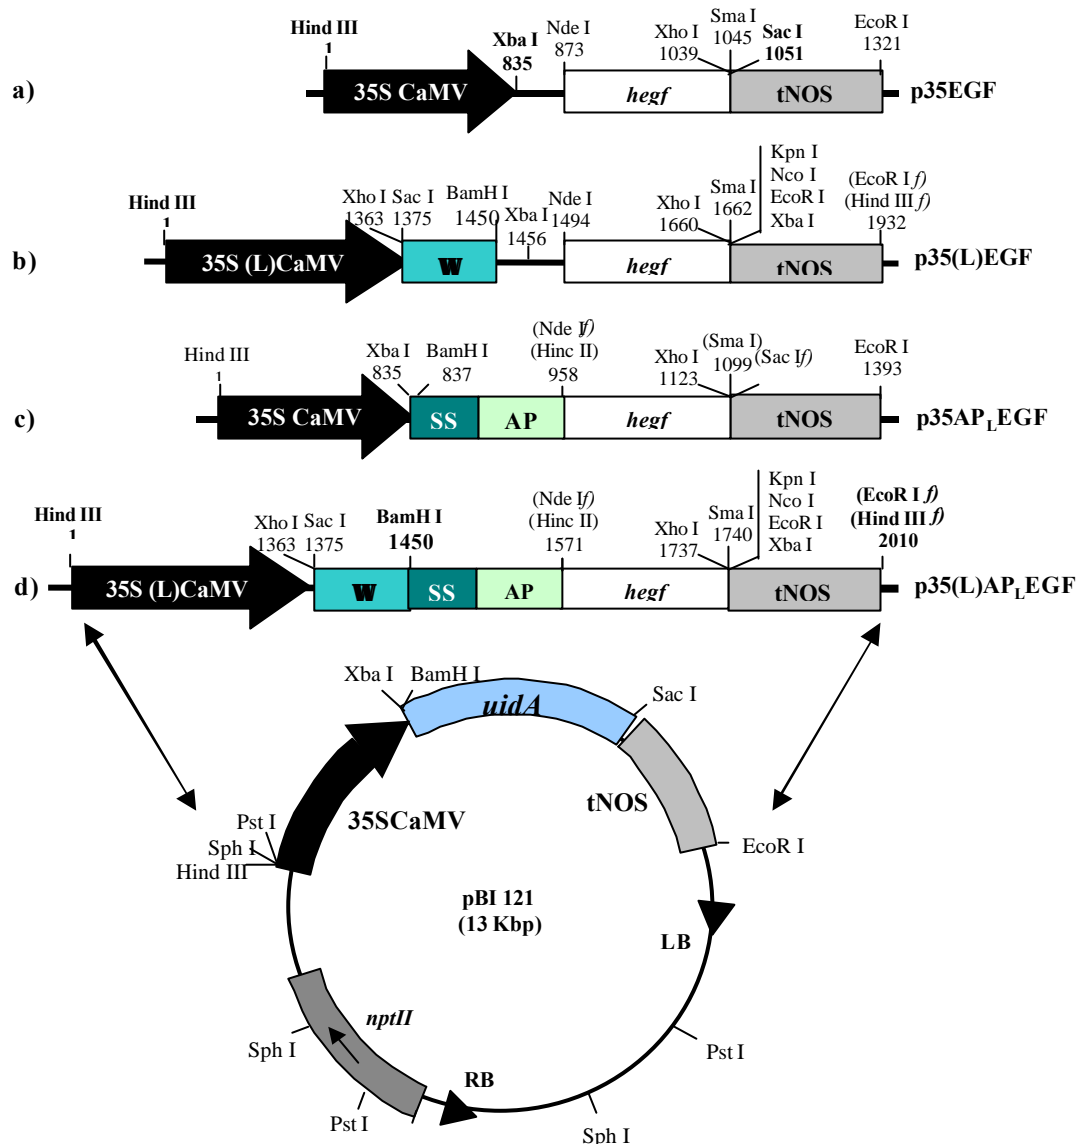 a)
Hind III
1
35S CaMV
Xba I
835
Nde I
873
hegf
Xho I
1039
Sma I
1045
Sac I
1051
tNOS
EcoR I
1321
p35EGF
b)
Hind III
1
35S (L)CaMV
Xho I
1363
Sac I
1375
W
BamH I
1450
Xba I
1456
Nde I
1494
hegf
Xho I
1660
Sma I
1662
Kpn I
Nco I
EcoR I
Xba I
tNOS
(EcoR I f)
(Hind III f)
1932
p35(L)EGF
c)
Hind III
1
35S CaMV
Xba I
835
BamH I
837
SS
AP
(Nde If)
(Hinc II)
958
hegf
Xho I
1123
(Sma I)
1099
(Sac If)
tNOS
EcoR I
1393
p35APLEGF
d)
Hind III
1
35S (L)CaMV
Xho I
1363
Sac I
1375
W
BamH I
1450
SS
AP
(Nde If)
(Hinc II)
1571
hegf
Xho I
1737
Sma I
1740
Kpn I
Nco I
EcoR I
Xba I
tNOS
(EcoR I f)
(Hind III f)
2010
p35(L)APLEGF
Xba I
BamH I
uidA
Sac I
35SCaMV
tNOS
Pst I
Sph I
Hind III
EcoR I
pBI 121
(13 Kbp)
LB
nptII
Sph I
Pst I
RB
Pst I
Sph I